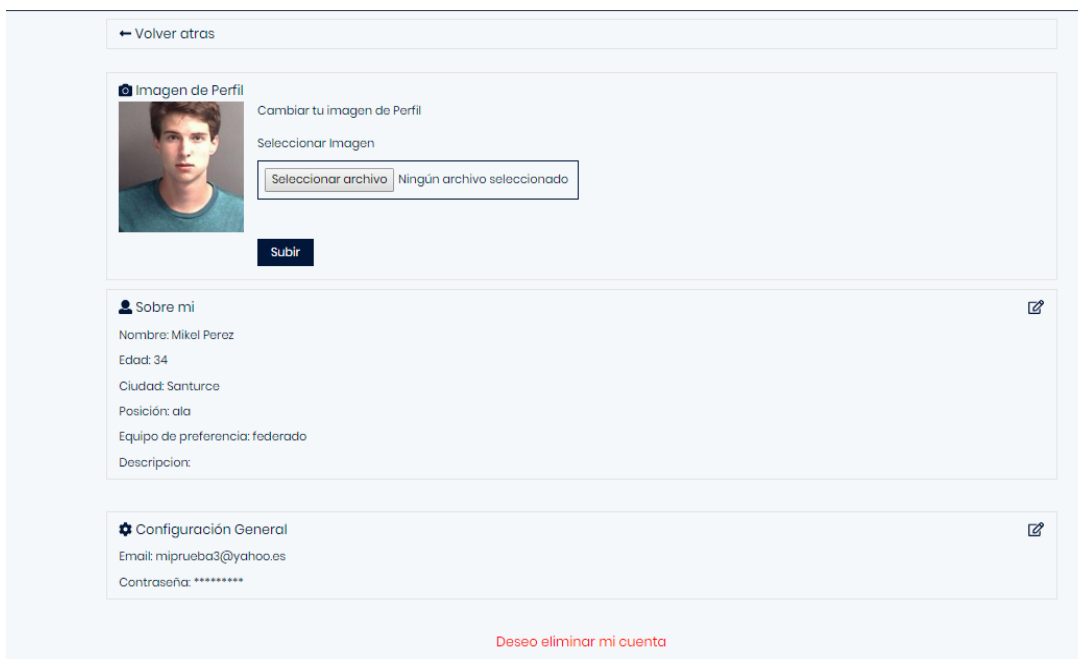 Volver atras
Imagen de Perfil
Cambiar tu imagen de Perfil
Seleccionar Imagen
Seleccionar archivo Ningún archivo seleccionado
Subir
Sobre mi
Nombre: Mikel Perez
Edad: 34
Ciudad: Santurce
Posición: ala
Equipo de preferencia: federado
Descripcion:
Configuración General
Email: miprueba3@yahoo.es
Contraseña: *********
Deseo eliminar mi cuenta